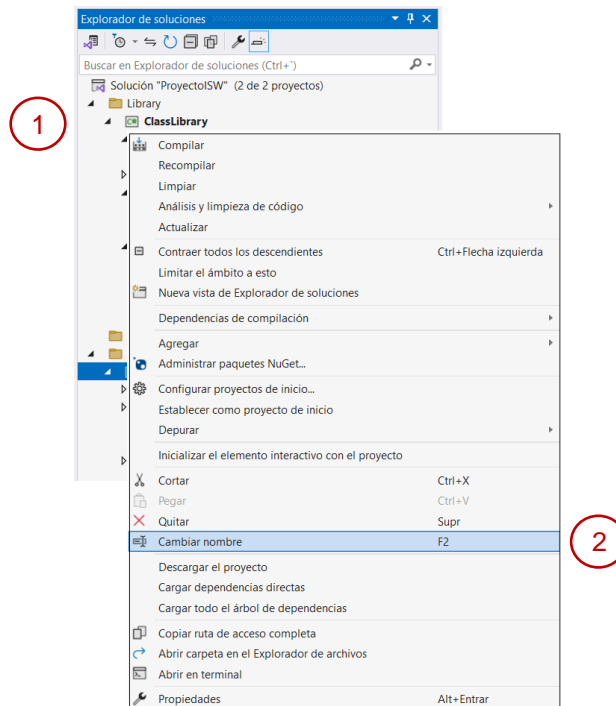 Explorador de soluciones
Buscar en Explorador de soluciones (Ctrl+`)
Solución "ProyectoISW" (2 de 2 proyectos)
Library
1
ClassLibrary
Compilar
Recompilar
Limpiar
Análisis y limpieza de código
Actualizar
Contraer todos los descendientes Ctrl+Flecha izquierda
Limitar el ámbito a esto
Nueva vista de Explorador de soluciones
Dependencias de compilación
Agregar
Administrar paquetes NuGet...
Configurar proyectos de inicio...
Establecer como proyecto de inicio
Depurar
Inicializar el elemento interactivo con el proyecto
Cortar Ctrl+X
Pegar Ctrl+V
Quitar Supr
Cambiar nombre F2
2
Descargar el proyecto
Cargar dependencias directas
Cargar todo el árbol de dependencias
Copiar ruta de acceso completa
Abrir carpeta en el Explorador de archivos
Abrir en terminal
Propiedades Alt+Entrar